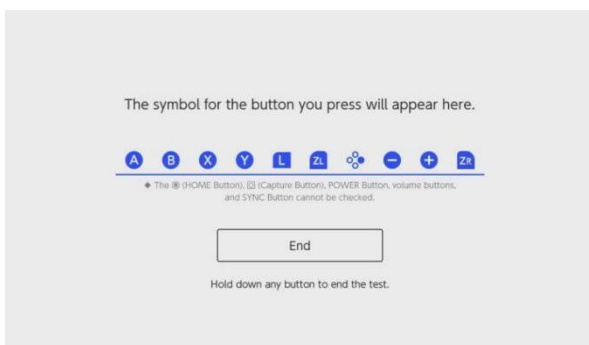 The symbol for the button you press will appear here.
A B X Y L ZL - + ZR
◆ The (HOME Button), (Capture Button), POWER Button, volume buttons,
and SYNC Button cannot be checked.
End
Hold down any button to end the test.